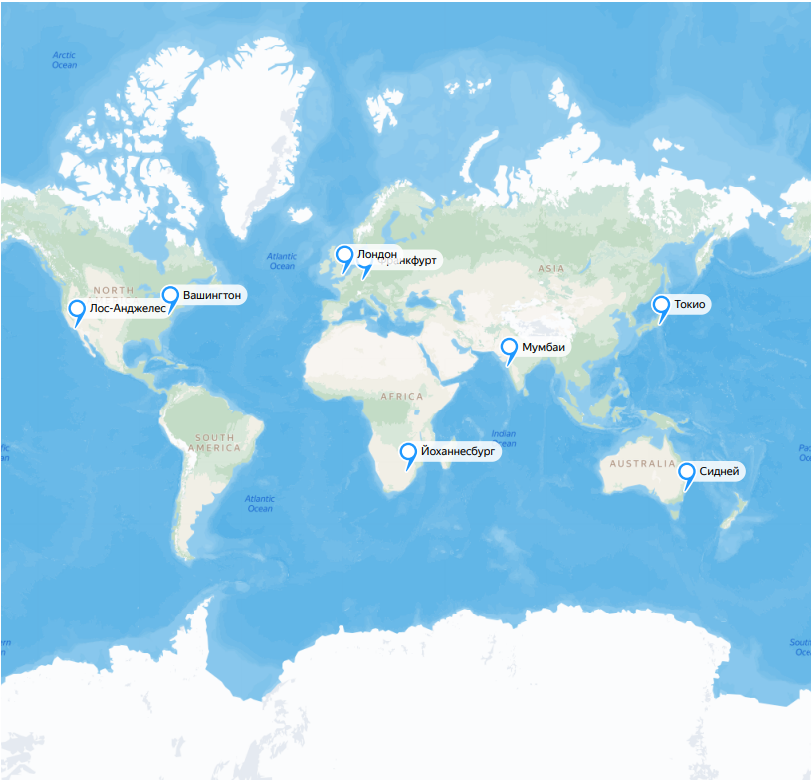 Arctic
Ocean
Лондон
нкфурт
Atlantic
Ocean
ASIA
NORTH
Вашингтон
Лос-Анджелес
Токио
Мумбаи
AFRICA
SOUTH
AMERICA
Indian
Ocean
Йоханнесбург
AUSTRALIA
Сидней
Atlantic
Ocean